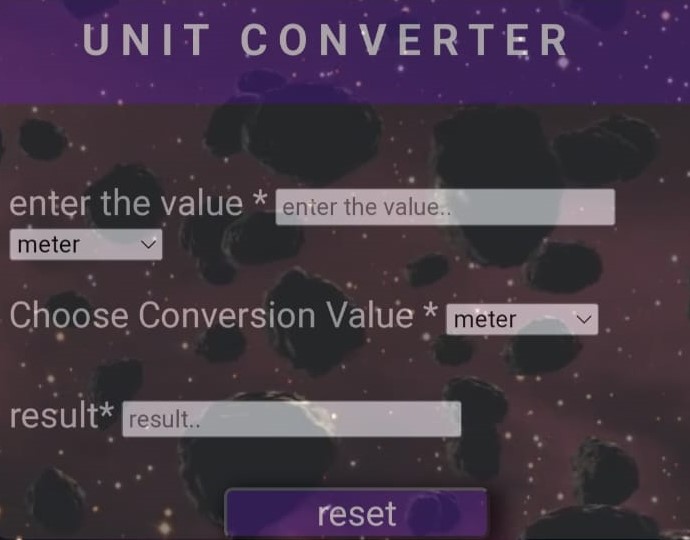 UNIT CONVERTER
enter the value * enter the value..
meter
Choose Conversion Value * meter
result* result..
reset